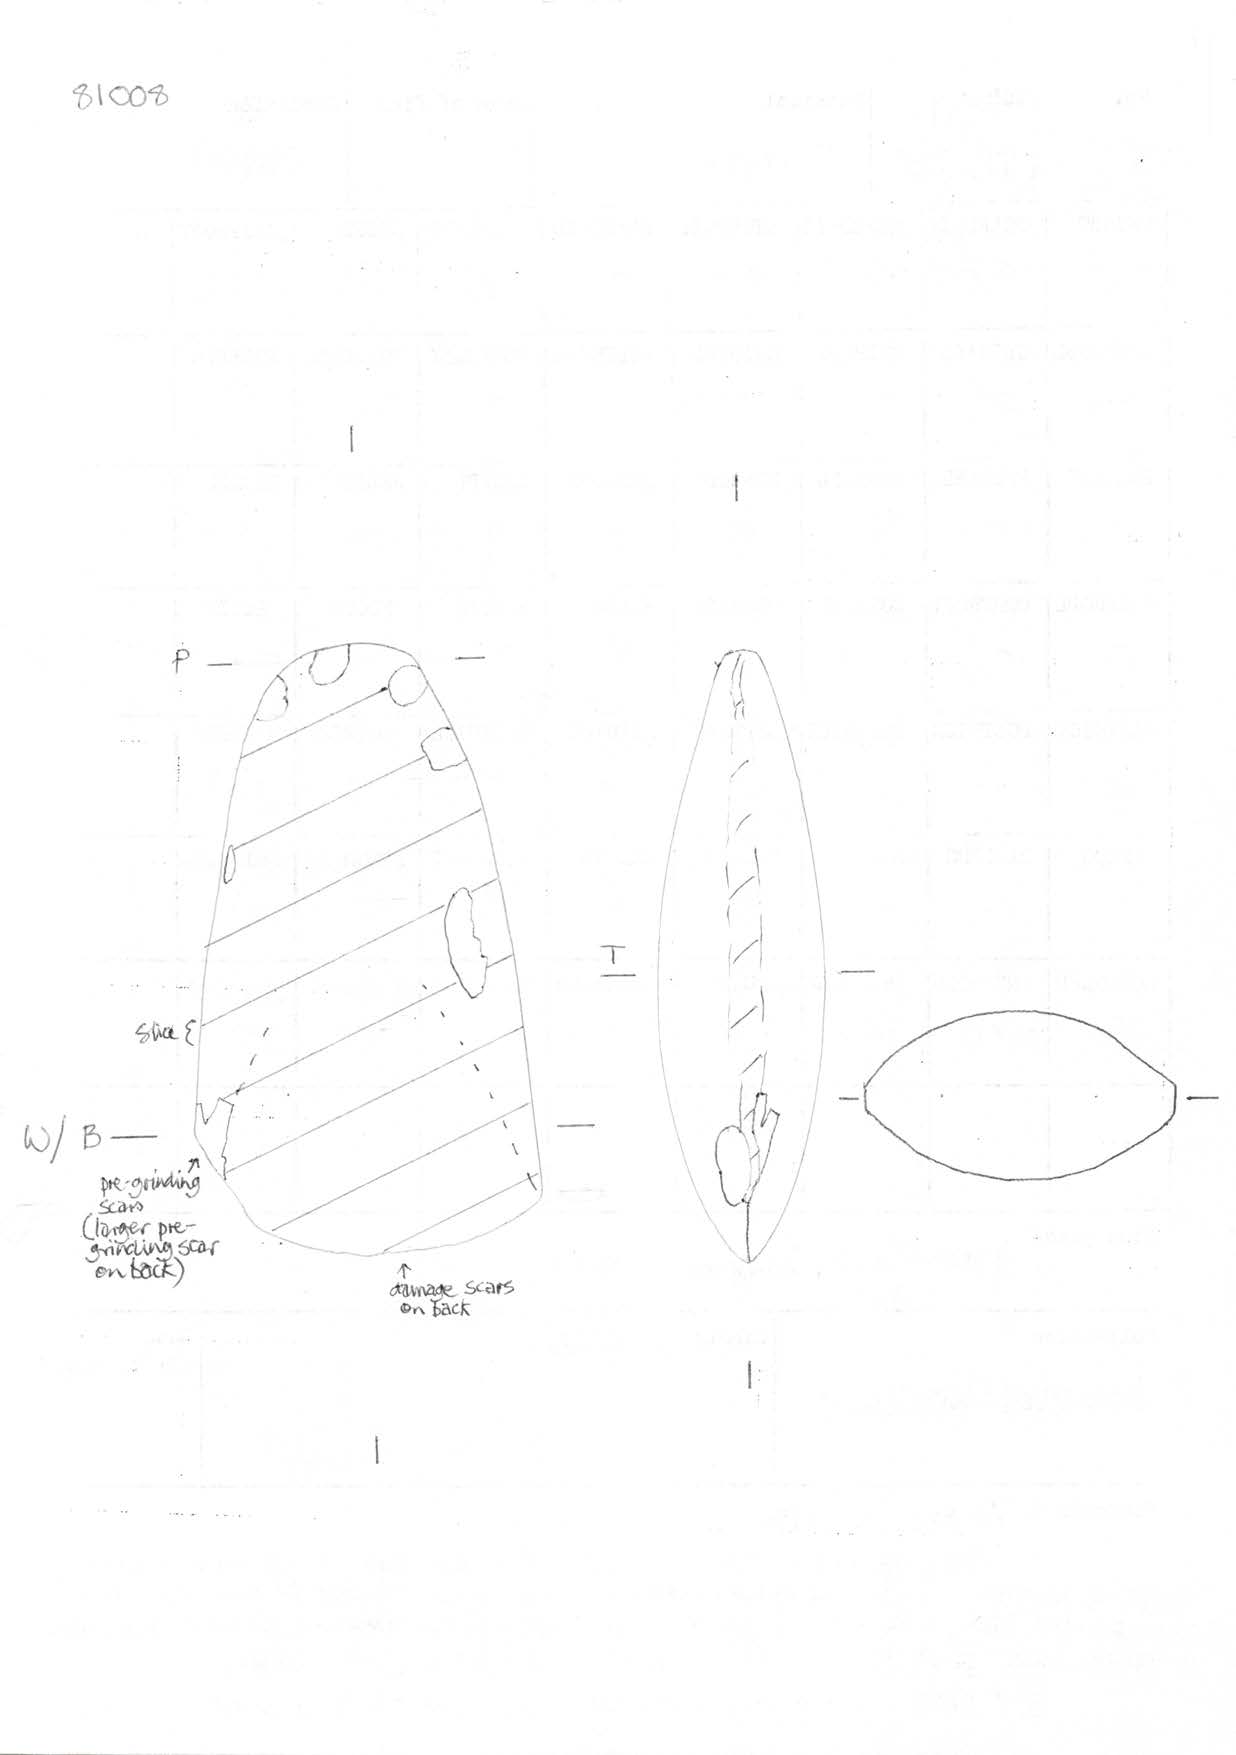 81008
P
T
Slice {
W/ B
pre-grinding
scars
(larger pre-
grinding scar
on back)
damage scars
on back